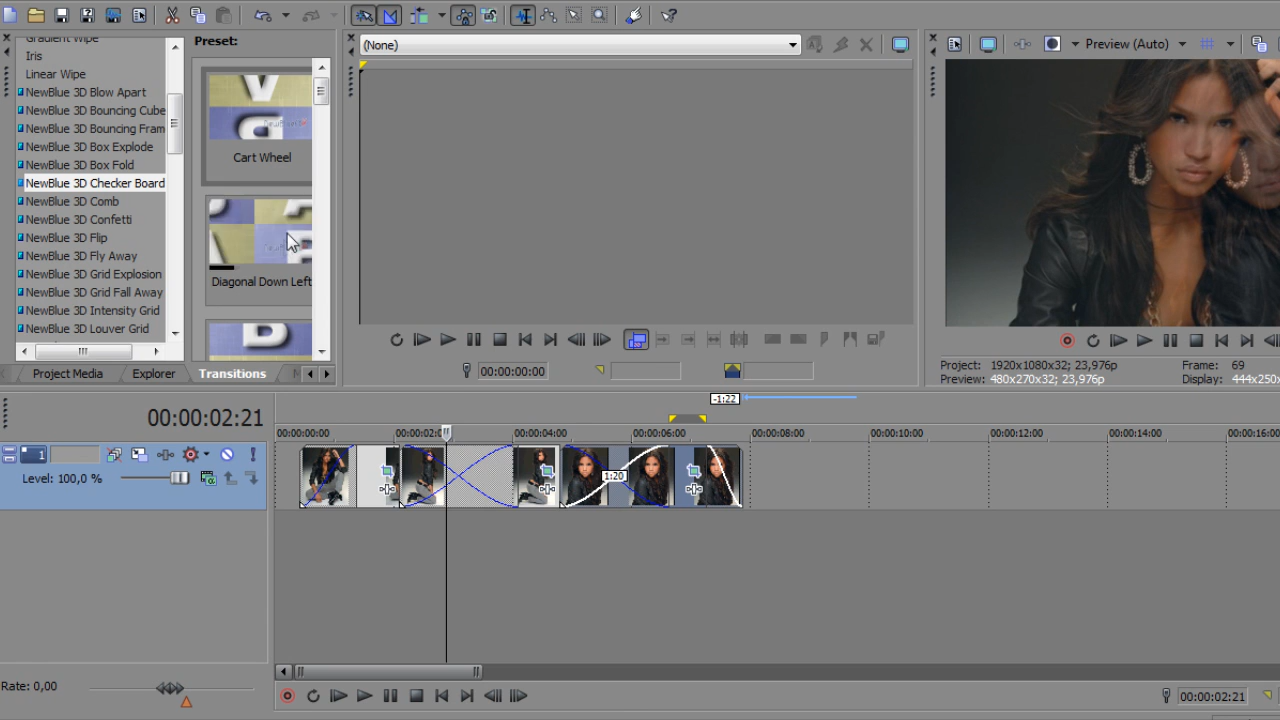 Gradient Wipe
Iris
Linear Wipe
NewBlue 3D Blow Apart
NewBlue 3D Bouncing Cube
NewBlue 3D Bouncing Fram
NewBlue 3D Box Explode
NewBlue 3D Box Fold
NewBlue 3D Checker Board
NewBlue 3D Comb
NewBlue 3D Confetti
NewBlue 3D Flip
NewBlue 3D Fly Away
NewBlue 3D Grid Explosion
NewBlue 3D Grid Fall Away
NewBlue 3D Intensity Grid
NewBlue 3D Louver Grid
Preset:
Cart Wheel
Diagonal Down Left
Project Media
Explorer
Transitions
(None)
00:00:00:00
Preview (Auto)
Project: 1920x1080x32; 23,976p
Preview: 480x270x32; 23,976p
Frame: 69
Display: 444x250x
00:00:02:21
-1:22
00:00:00:00
00:00:02:0
00:00:04:00
00:00:06:00
00:00:08:00
00:00:10:00
00:00:12:00
00:00:14:00
00:00:16:00
1
Level: 100,0 %
1:20
Rate: 0,00
00:00:02:21